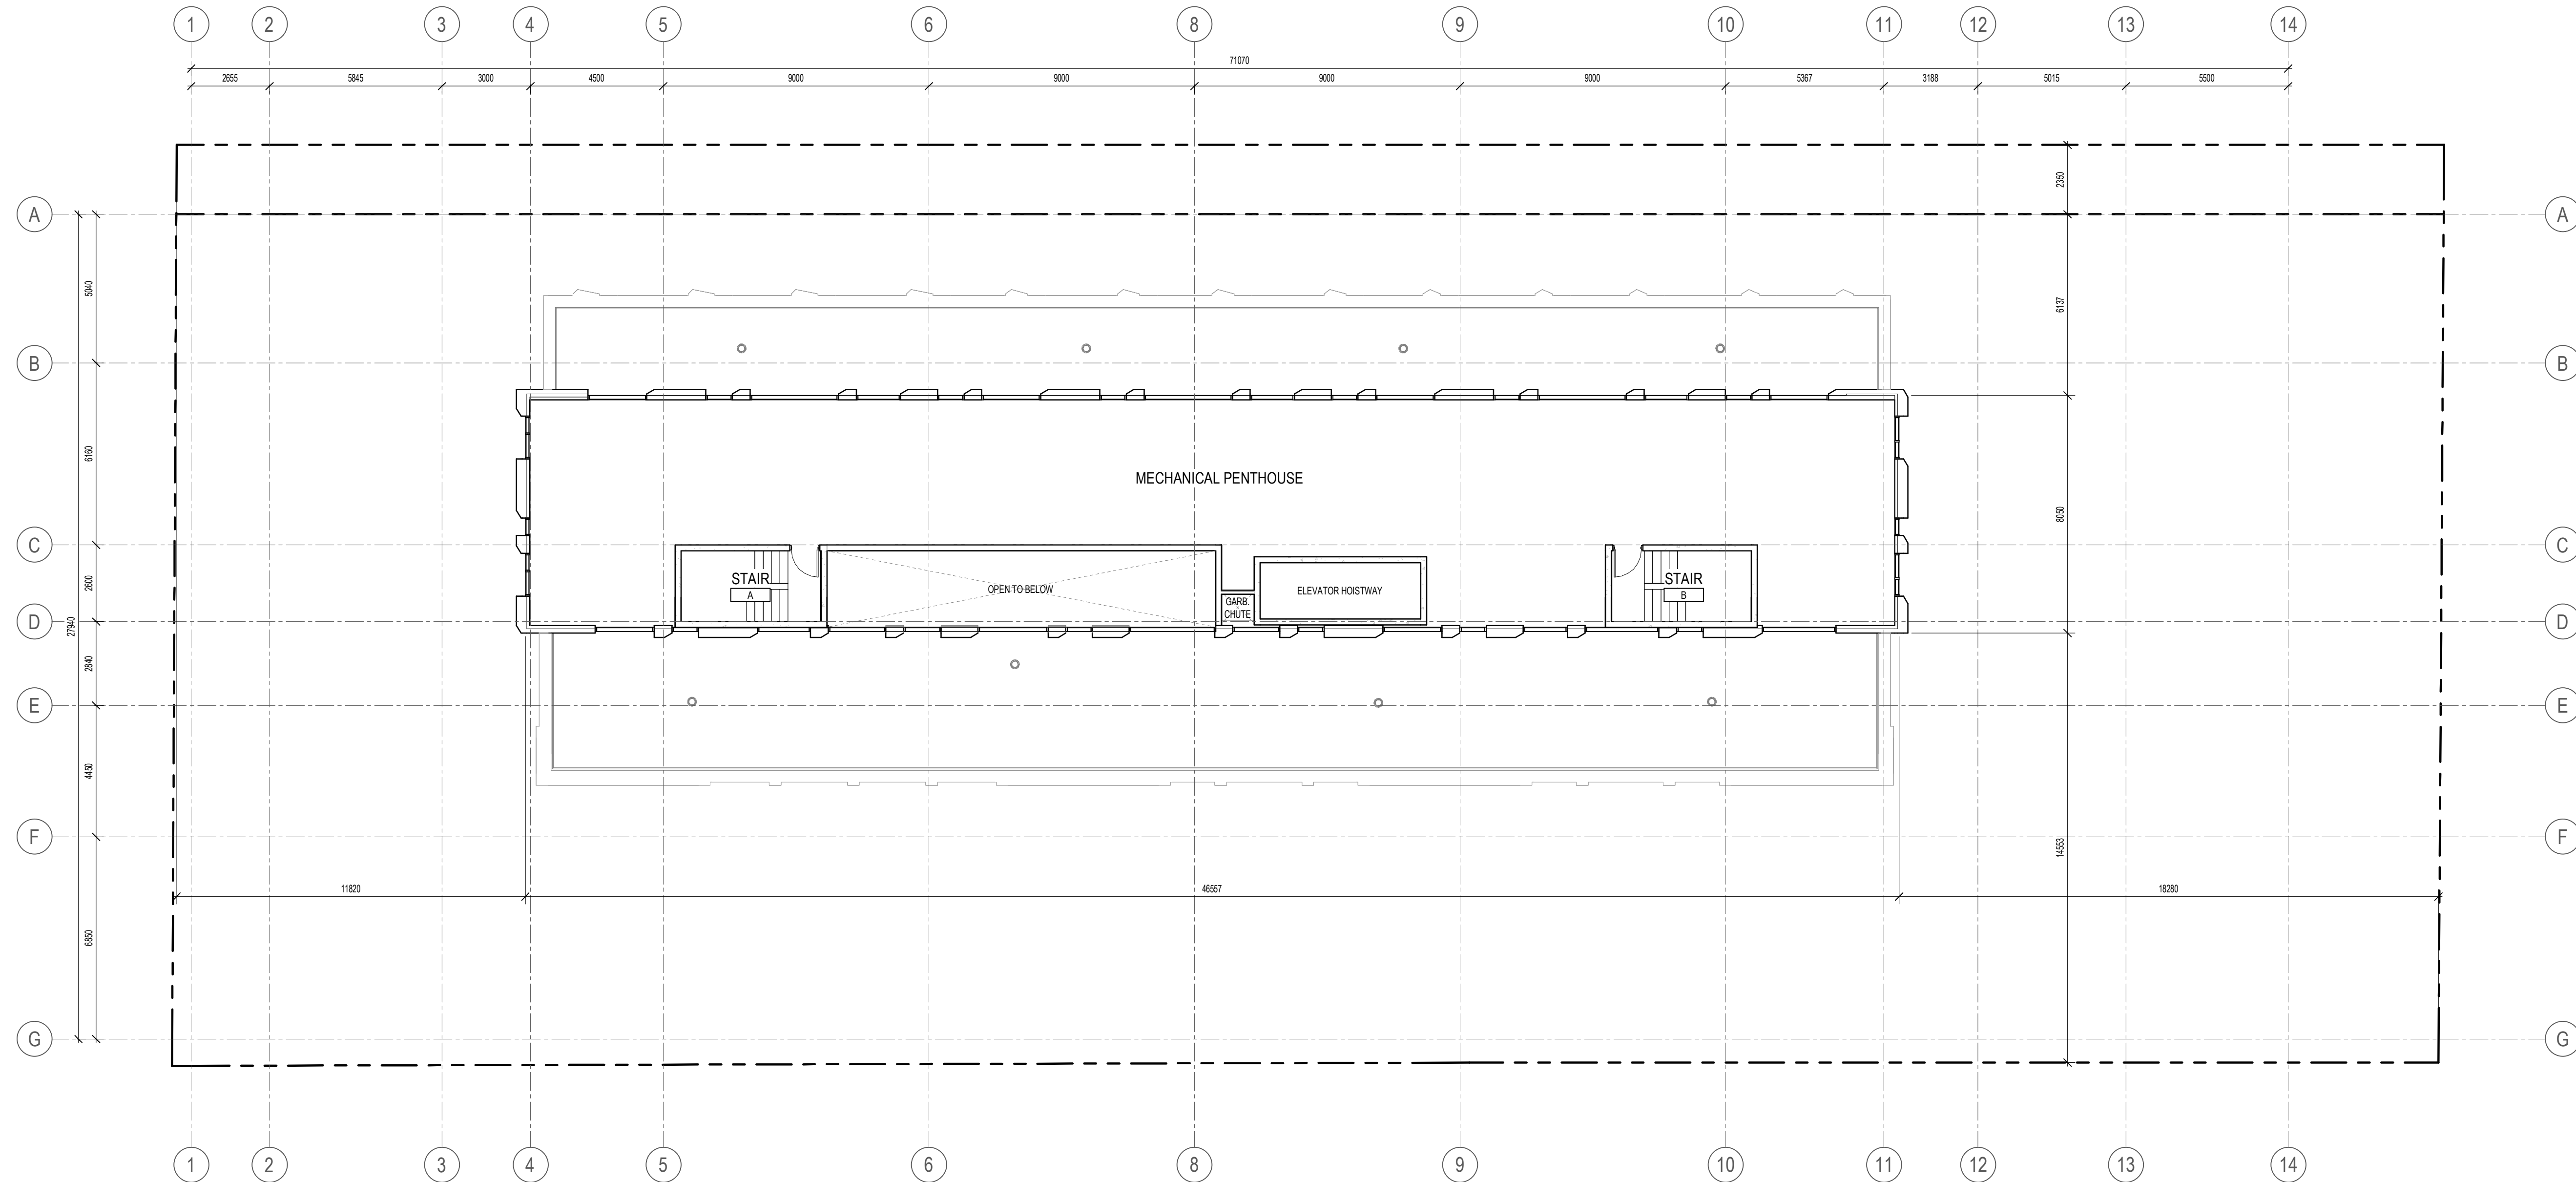 1 2 3 4 5 6 8 9 10 11 12 13 14
71070
2655 5845 3000 4500 9000 9000 9000 9000 5367 3188 5015 5500
2350
A A
5040
6137
B B
6160
MECHANICAL PENTHOUSE
8050
C C
STAIR
A
OPEN TO BELOW
GARB.
CHUTE
ELEVATOR HOISTWAY
STAIR
B
2600
D D
27940
2840
E E
4450
14553
F F
11820 46557 18280
6850
G G
1 2 3 4 5 6 8 9 10 11 12 13 14